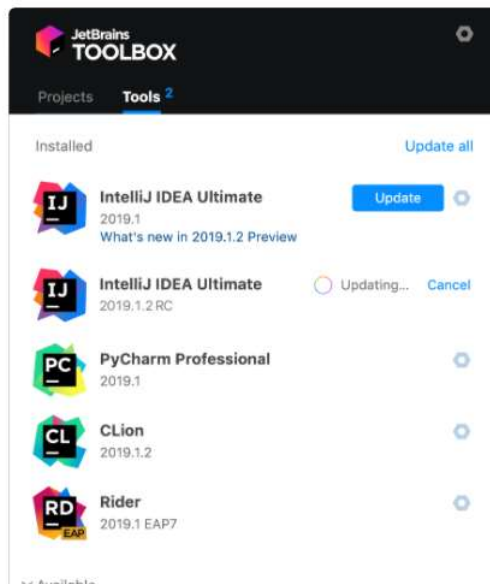 JetBrains
TOOLBOX
Projects Tools 2
Installed Update all
IJ IntelliJ IDEA Ultimate Update
2019.1
What's new in 2019.1.2 Preview
IJ IntelliJ IDEA Ultimate Updating... Cancel
2019.1.2 RC
PC PyCharm Professional
2019.1
CL CLion
2019.1.2
RD Rider
EAP 2019.1 EAP7
Available